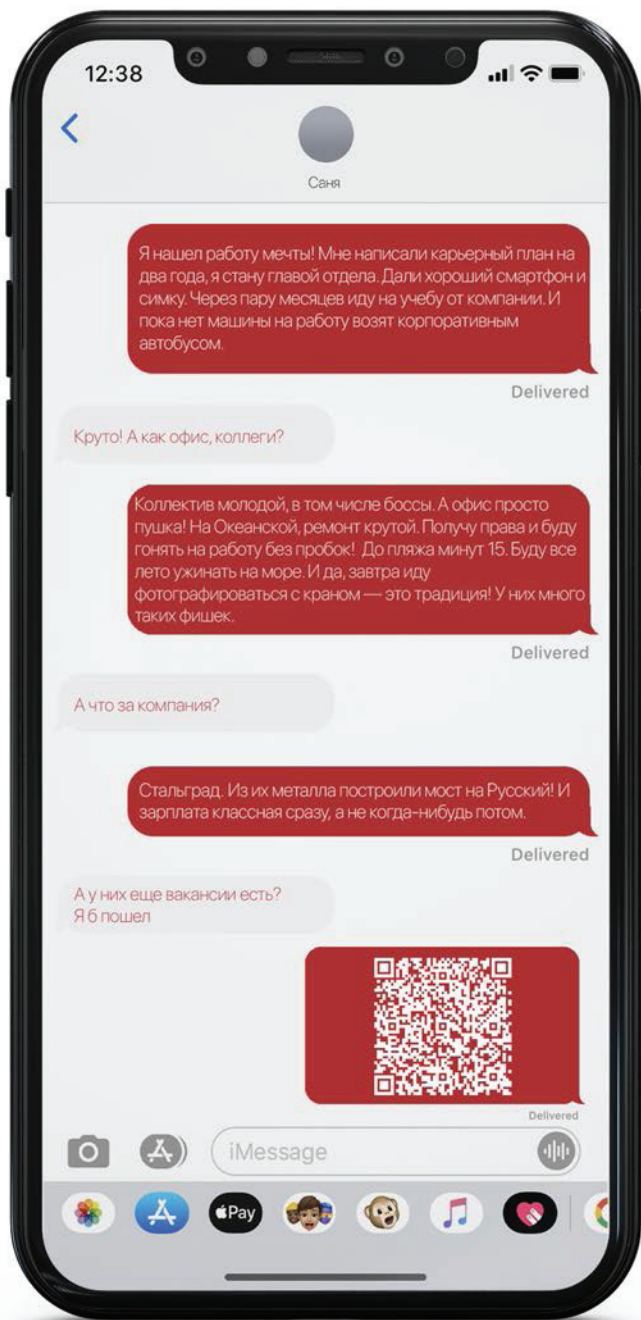 12:38
Саня
Я нашел работу мечты! Мне написали карьерный план на
два года, я стану главой отдела. Дали хороший смартфон и
симку. Через пару месяцев иду на учебу от компании. И
пока нет машины на работу возят корпоративным
автобусом.
Delivered
Круто! А как офис, коллеги?
Коллектив молодой, в том числе боссы. А офис просто
пушка! На Океанской, ремонт крутой. Получу права и буду
гонять на работу без пробок! До пляжа минут 15. Буду все
лето ужинать на море. И да, завтра иду
фотографироваться с краном — это традиция! У них много
таких фишек.
Delivered
А что за компания?
Стальград. Из их металла построили мост на Русский! И
зарплата классная сразу, а не когда-нибудь потом.
Delivered
А у них еще вакансии есть?
Я б пошел
Delivered
iMessage
Pay